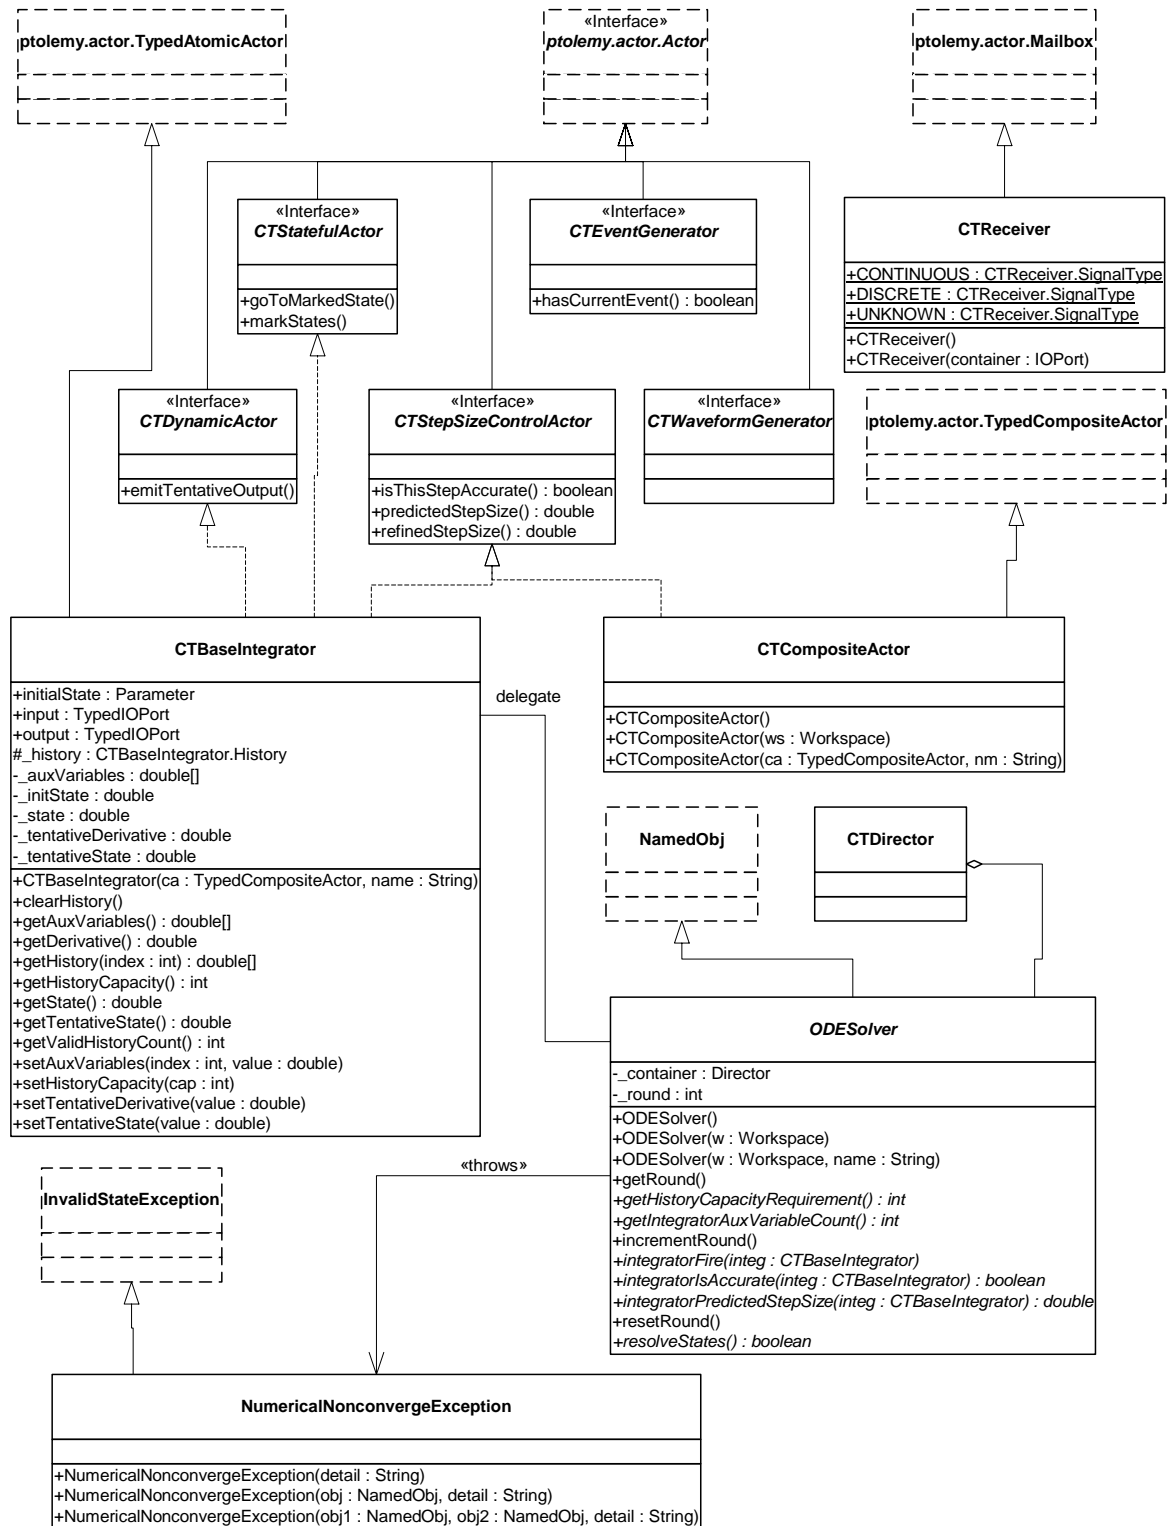 ptolemy.actor.TypedAtomicActor
«Interface»
ptolemy.actor.Actor
ptolemy.actor.Mailbox
«Interface»
CTStatefulActor
+goToMarkedState()
+markStates()
«Interface»
CTEventGenerator
+hasCurrentEvent() : boolean
CTReceiver
+CONTINUOUS : CTReceiver.SignalType
+DISCRETE : CTReceiver.SignalType
+UNKNOWN : CTReceiver.SignalType
+CTReceiver()
+CTReceiver(container : IOPort)
«Interface»
CTDynamicActor
+emitTentativeOutput()
«Interface»
CTStepSizeControlActor
+isThisStepAccurate() : boolean
+predictedStepSize() : double
+refinedStepSize() : double
«Interface»
CTWaveformGenerator
ptolemy.actor.TypedCompositeActor
CTBaseIntegrator
+initialState : Parameter
+input : TypedIOPort
+output : TypedIOPort
#_history : CTBaseIntegrator.History
-_auxVariables : double[]
-_initState : double
-_state : double
-_tentativeDerivative : double
-_tentativeState : double
+CTBaseIntegrator(ca : TypedCompositeActor, name : String)
+clearHistory()
+getAuxVariables() : double[]
+getDerivative() : double
+getHistory(index : int) : double[]
+getHistoryCapacity() : int
+getState() : double
+getTentativeState() : double
+getValidHistoryCount() : int
+setAuxVariables(index : int, value : double)
+setHistoryCapacity(cap : int)
+setTentativeDerivative(value : double)
+setTentativeState(value : double)
delegate
CTCompositeActor
+CTCompositeActor()
+CTCompositeActor(ws : Workspace)
+CTCompositeActor(ca : TypedCompositeActor, nm : String)
NamedObj
CTDirector
ODESolver
-_container : Director
-_round : int
+ODESolver()
+ODESolver(w : Workspace)
+ODESolver(w : Workspace, name : String)
+getRound()
+getHistoryCapacityRequirement() : int
+getIntegratorAuxVariableCount() : int
+incrementRound()
+integratorFire(integ : CTBaseIntegrator)
+integratorIsAccurate(integ : CTBaseIntegrator) : boolean
+integratorPredictedStepSize(integ : CTBaseIntegrator) : double
+resetRound()
+resolveStates() : boolean
«throws»
InvalidStateException
NumericalNonconvergeException
+NumericalNonconvergeException(detail : String)
+NumericalNonconvergeException(obj : NamedObj, detail : String)
+NumericalNonconvergeException(obj1 : NamedObj, obj2 : NamedObj, detail : String)